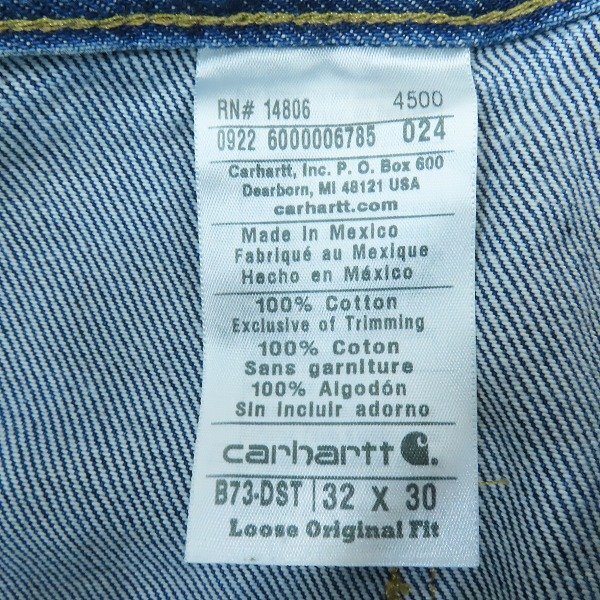 RN# 14806 4500
0922 6000006785 024
Carhartt, Inc. P. O. Box 600
Dearborn, MI 48121 USA
carhartt.com
Made in Mexico
Fabriqué au Mexique
Hecho en México
100% Cotton
Exclusive of Trimming
100% Coton
Sans garniture
100% Algodón
Sin incluir adorno
carhartt
B73-DST | 32 X 30
Loose Original Fit